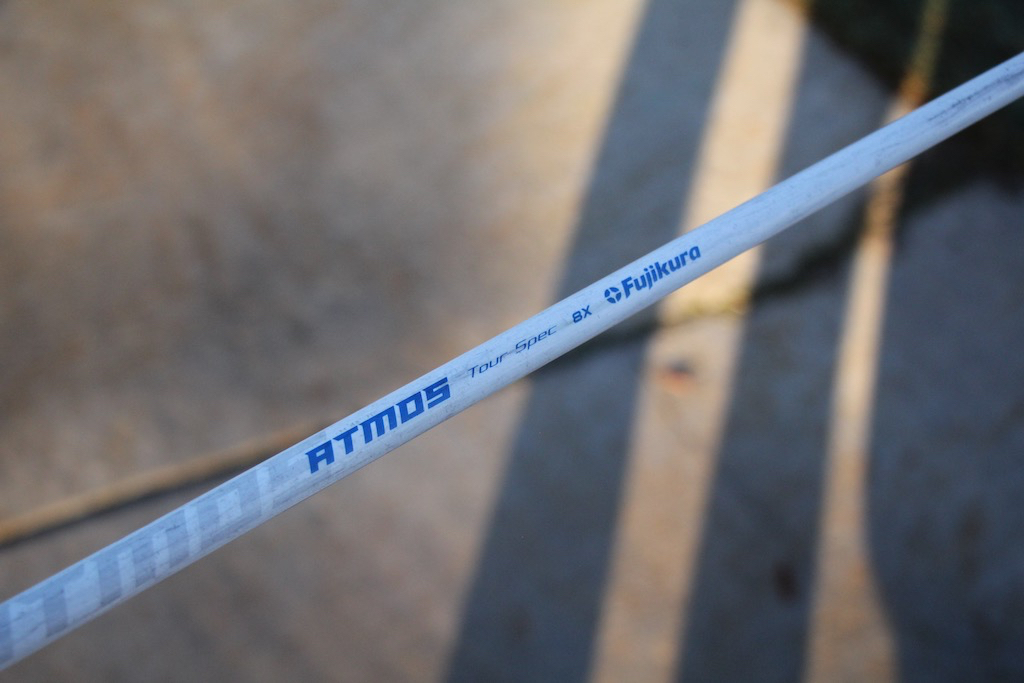 ATMOS Tour Spec 8X Fujikura